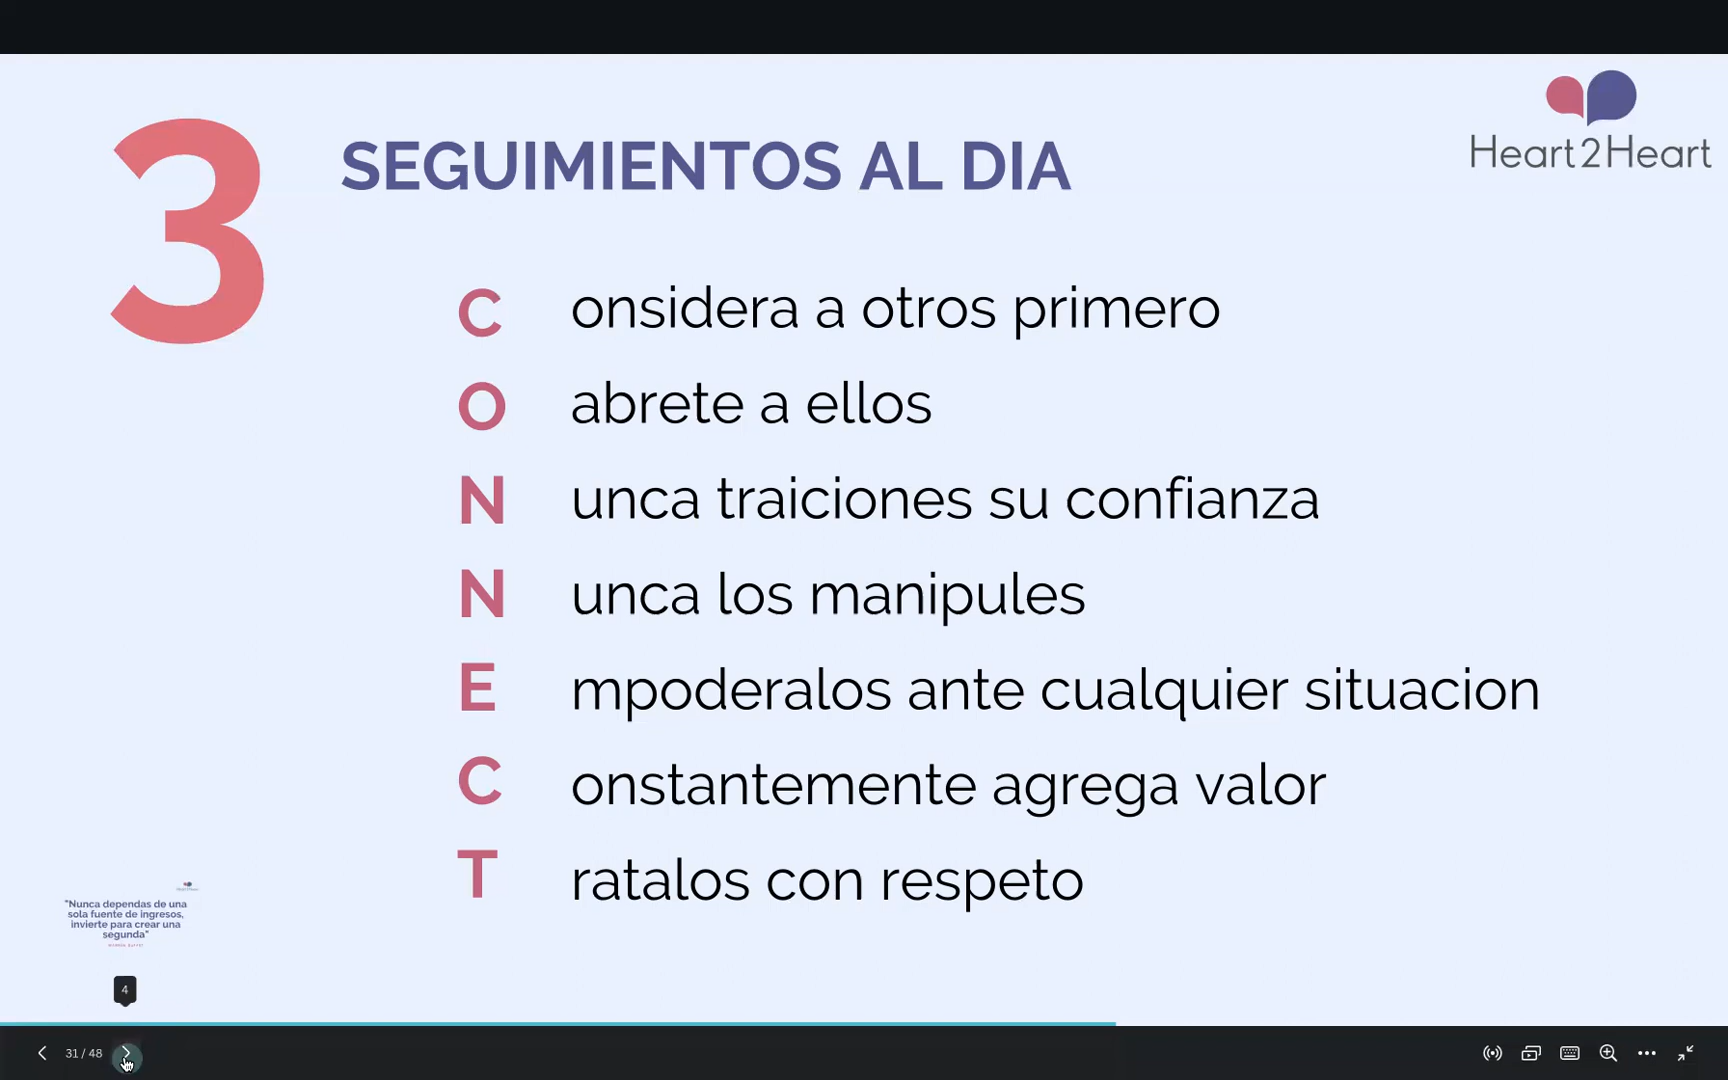 Heart2Heart
3
SEGUIMIENTOS AL DIA
C onsidera a otros primero
O abrete a ellos
N unca traiciones su confianza
N unca los manipules
E mpoderalos ante cualquier situacion
C onstantemente agrega valor
T ratalos con respeto
"Nunca dependas de una
sola fuente de ingresos,
invierte para crear una
segunda"
4
31 / 48